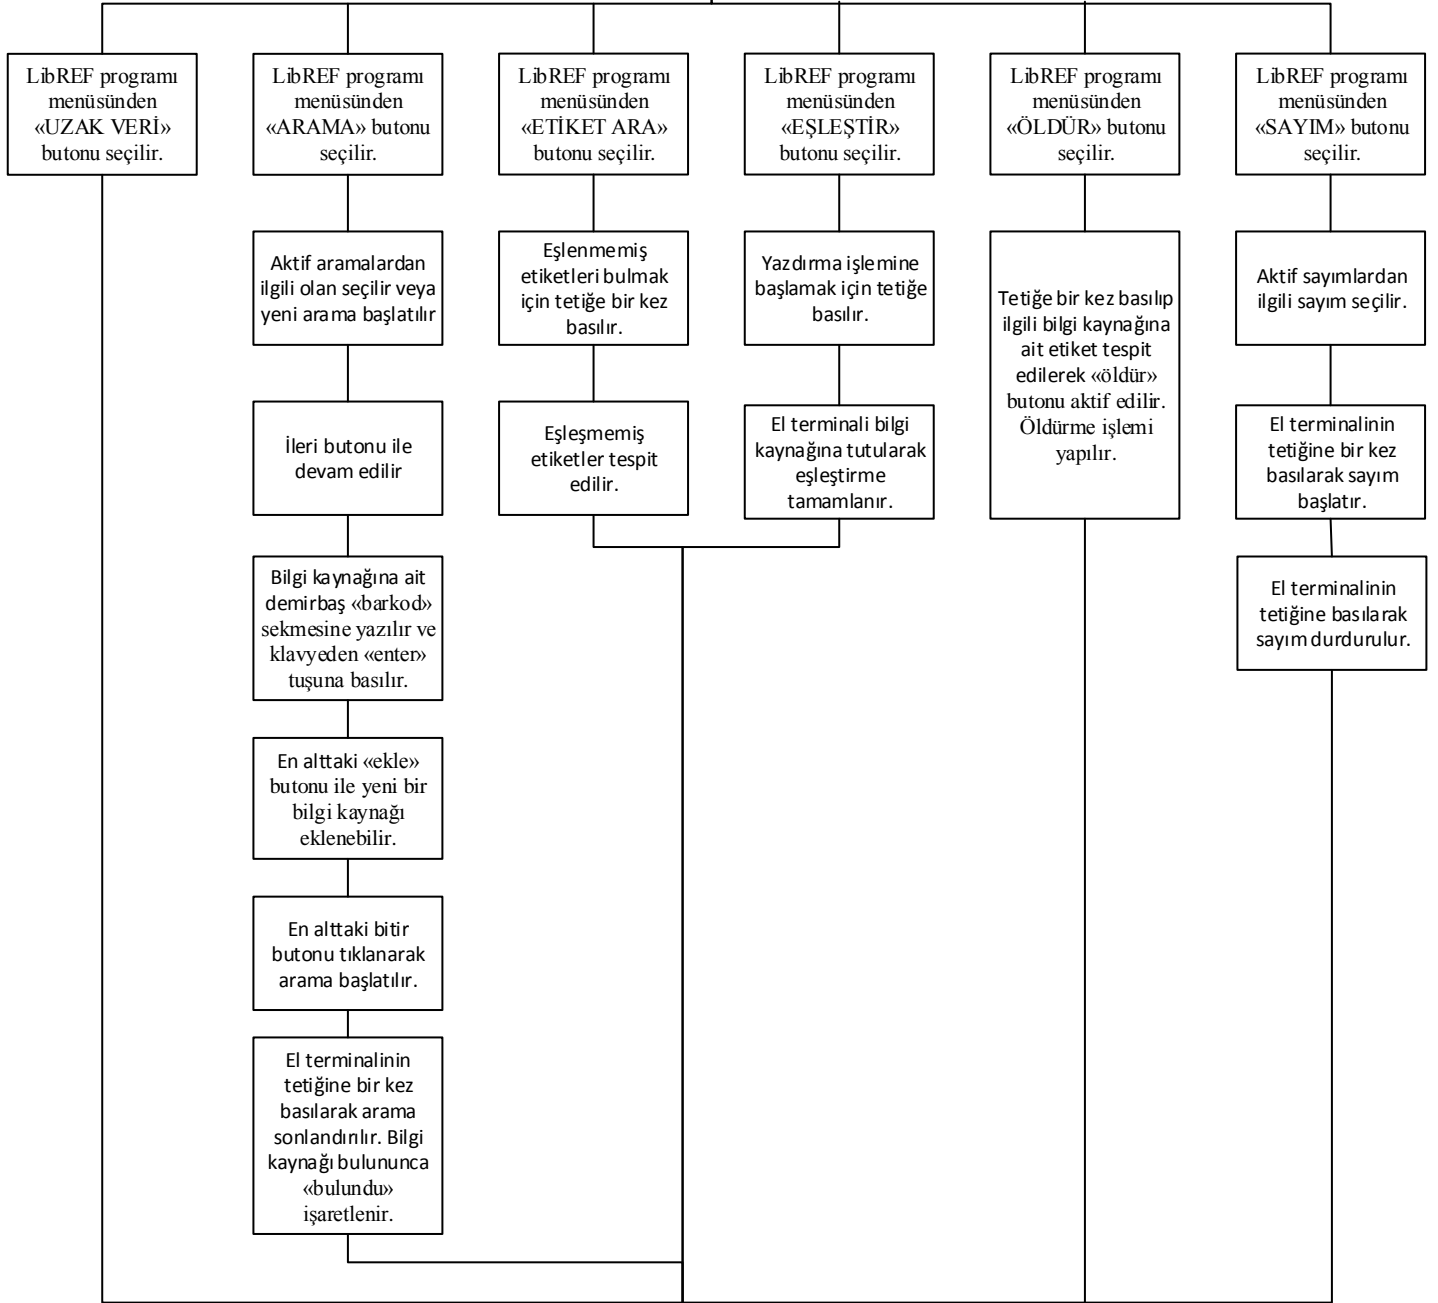 LibREF programı
menüsünden
«UZAK VERİ»
butonu seçilir.
LibREF programı
menüsünden
«ARAMA» butonu
seçilir.
Aktif aramalardan
ilgili olan seçilir veya
yeni arama başlatılır
İleri butonu ile
devam edilir
Bilgi kaynağına ait
demirbaş «barkod»
sekmesine yazılır ve
klavyeden «enter»
tuşuna basılır.
En alttaki «ekle»
butonu ile yeni bir
bilgi kaynağı
eklenebilir.
En alttaki bitir
butonu tıklanarak
arama başlatılır.
El terminalinin
tetiğine bir kez
basılarak arama
sonlandırılır. Bilgi
kaynağı bulununca
«bulundu»
işaretlenir.
LibREF programı
menüsünden
«ETİKET ARA»
butonu seçilir.
Eşlenmemiş
etiketleri bulmak
için tetiğe bir kez
basılır.
Eşleşmemiş
etiketler tespit
edilir.
LibREF programı
menüsünden
«EŞLEŞTİR»
butonu seçilir.
Yazdırma işlemine
başlamak için tetiğe
basılır.
El terminali bilgi
kaynağına tutularak
eşleştirme
tamamlanır.
LibREF programı
menüsünden
«ÖLDÜR» butonu
seçilir.
Tetiğe bir kez basılıp
ilgili bilgi kaynağına
ait etiket tespit
edilerek «öldür»
butonu aktif edilir.
Öldürme işlemi
yapılır.
LibREF programı
menüsünden
«SAYIM» butonu
seçilir.
Aktif sayımlardan
ilgili sayım seçilir.
El terminalinin
tetiğine bir kez
basılarak sayım
başlatır.
El terminalinin
tetiğine basılarak
sayım durdurulur.